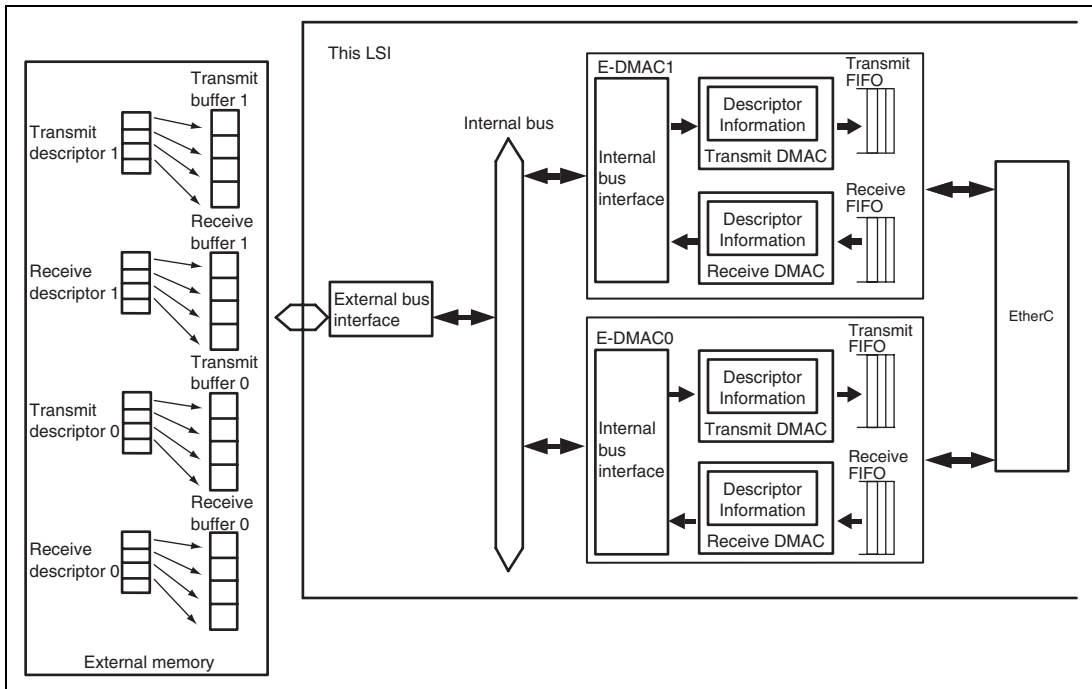 This LSI
Transmit
buffer 1
Transmit
descriptor 1
Receive
buffer 1
Receive
descriptor 1
Transmit
buffer 0
Transmit
descriptor 0
Receive
buffer 0
Receive
descriptor 0
External memory
External bus
interface
Internal bus
E-DMAC1
Internal
bus
interface
Descriptor
Information
Transmit DMAC
Transmit
FIFO
Descriptor
Information
Receive DMAC
Receive
FIFO
E-DMAC0
Internal
bus
interface
Descriptor
Information
Transmit DMAC
Transmit
FIFO
Descriptor
Information
Receive DMAC
Receive
FIFO
EtherC